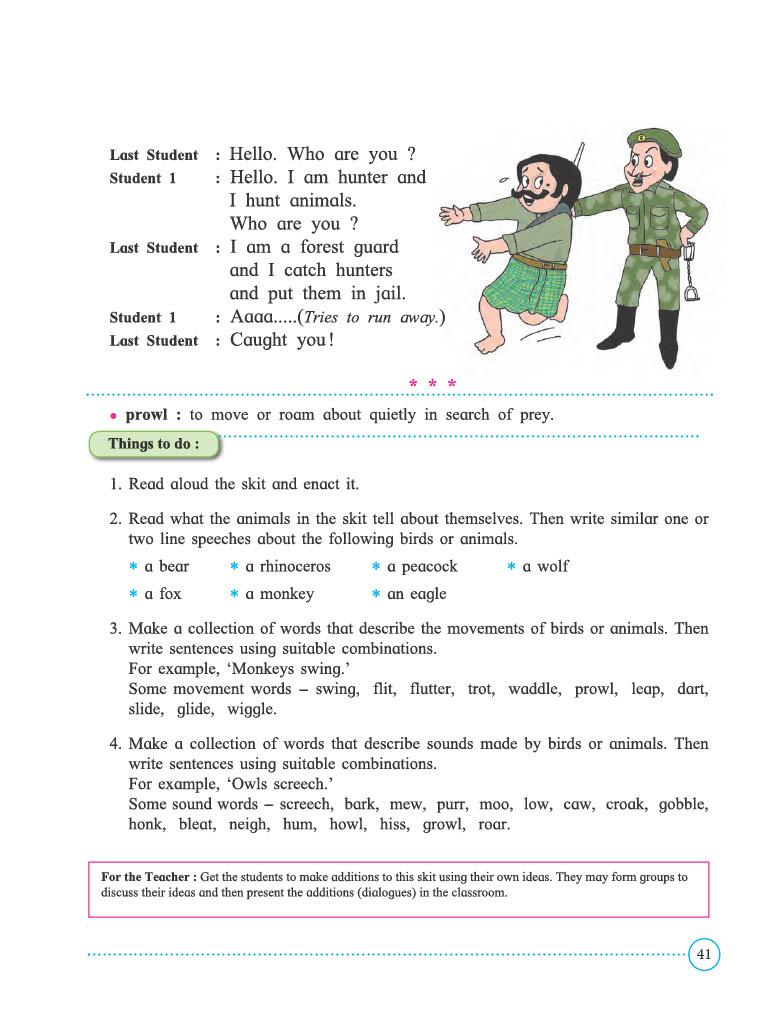 Last Student : Hello. Who are you ?
Student 1 : Hello. I am hunter and
I hunt animals.
Who are you ?
Last Student : I am a forest guard
and I catch hunters
and put them in jail.
Student 1 : Aaaa.....(Tries to run away.)
Last Student : Caught you !
* * *
• prowl : to move or roam about quietly in search of prey.
Things to do :
1. Read aloud the skit and enact it.
2. Read what the animals in the skit tell about themselves. Then write similar one or
two line speeches about the following birds or animals.
* a bear * a rhinoceros * a peacock * a wolf
* a fox * a monkey * an eagle
3. Make a collection of words that describe the movements of birds or animals. Then
write sentences using suitable combinations.
For example, ‘Monkeys swing.’
Some movement words – swing, flit, flutter, trot, waddle, prowl, leap, dart,
slide, glide, wiggle.
4. Make a collection of words that describe sounds made by birds or animals. Then
write sentences using suitable combinations.
For example, ‘Owls screech.’
Some sound words – screech, bark, mew, purr, moo, low, caw, croak, gobble,
honk, bleat, neigh, hum, howl, hiss, growl, roar.
For the Teacher : Get the students to make additions to this skit using their own ideas. They may form groups to
discuss their ideas and then present the additions (dialogues) in the classroom.
41